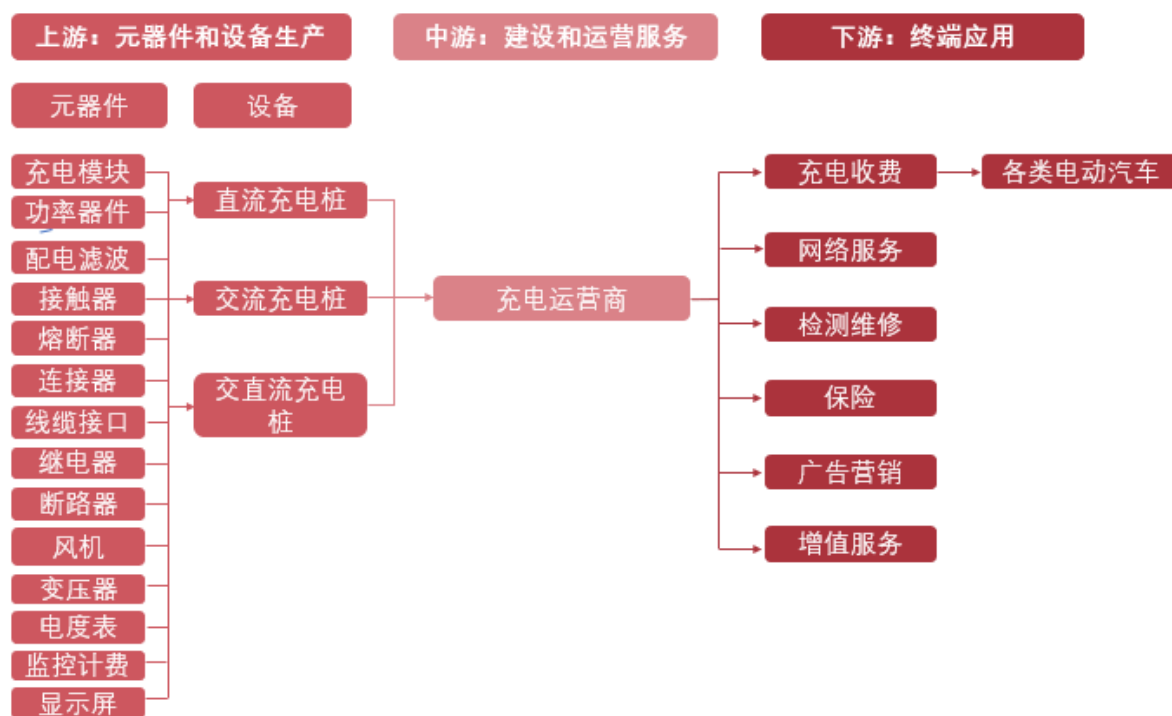 上游：元器件和设备生产
中游：建设和运营服务
下游：终端应用
元器件
设备
充电模块
功率器件
配电滤波
接触器
熔断器
连接器
线缆接口
继电器
断路器
风机
变压器
电度表
监控计费
显示屏
直流充电桩
交流充电桩
交直流充电
桩
充电运营商
充电收费
网络服务
检测维修
保险
广告营销
增值服务
各类电动汽车